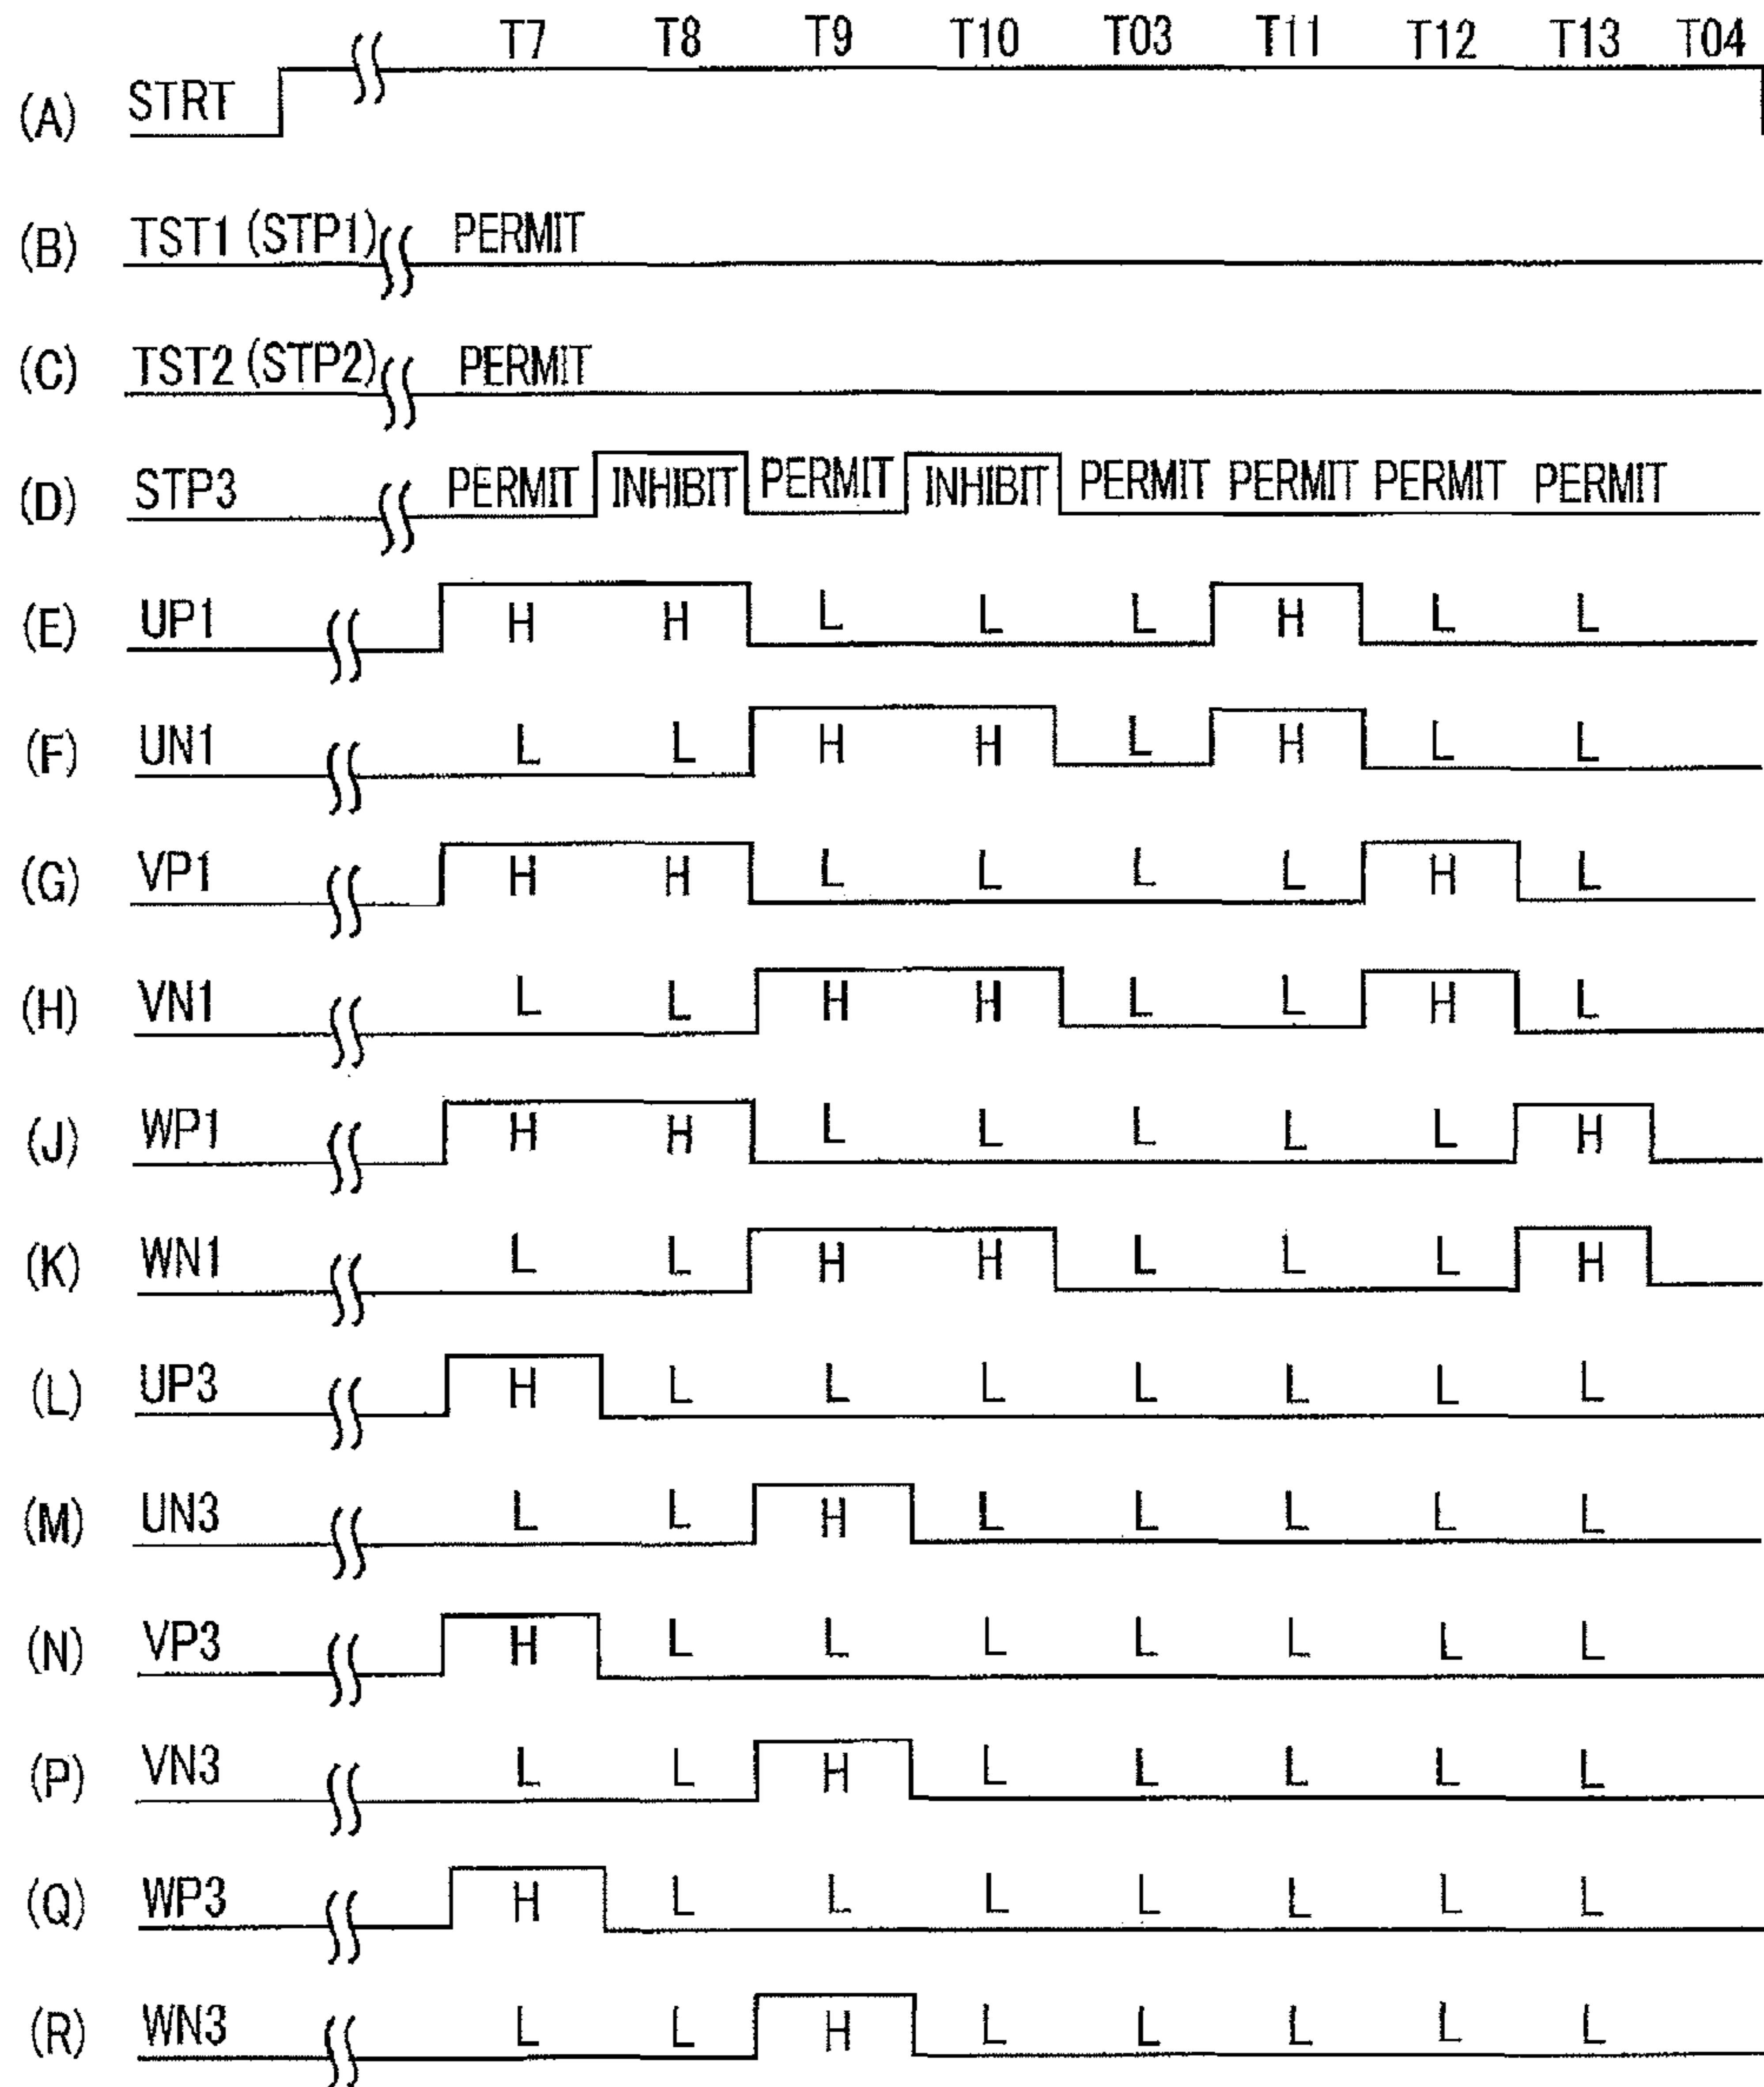 T7 T8 T9 T10 T03 T11 T12 T13 T04
(A) STRT
(B) TST1 (STP1) PERMIT
(C) TST2 (STP2) PERMIT
(D) STP3 PERMIT INHIBIT PERMIT INHIBIT PERMIT PERMIT PERMIT PERMIT
(E) UP1 H H L L L H L L
(F) UN1 L L H H L H L L
(G) VP1 H H L L L L H L
(H) VN1 L L H H L L H L
(J) WP1 H H L L L L L H
(K) WN1 L L H H L L L H
(L) UP3 H L L L L L L L
(M) UN3 L L H L L L L L
(N) VP3 H L L L L L L L
(P) VN3 L L H L L L L L
(Q) WP3 H L L L L L L L
(R) WN3 L L H L L L L L